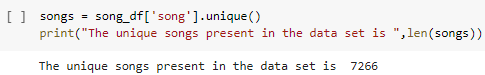 [ ] songs = song_df['song'].unique()
print("The unique songs present in the data set is ",len(songs))
The unique songs present in the data set is  7266